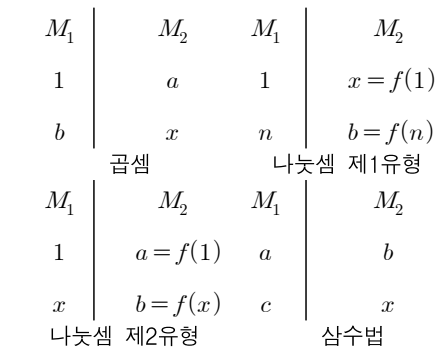 M₁ M₂ M₁ M₂
1 a 1 x = f(1)
b x n b = f(n)
곱셈 나눗셈 제1유형
M₁ M₂ M₁ M₂
1 a = f(1) a b
x b = f(x) c x
나눗셈 제2유형 삼수법